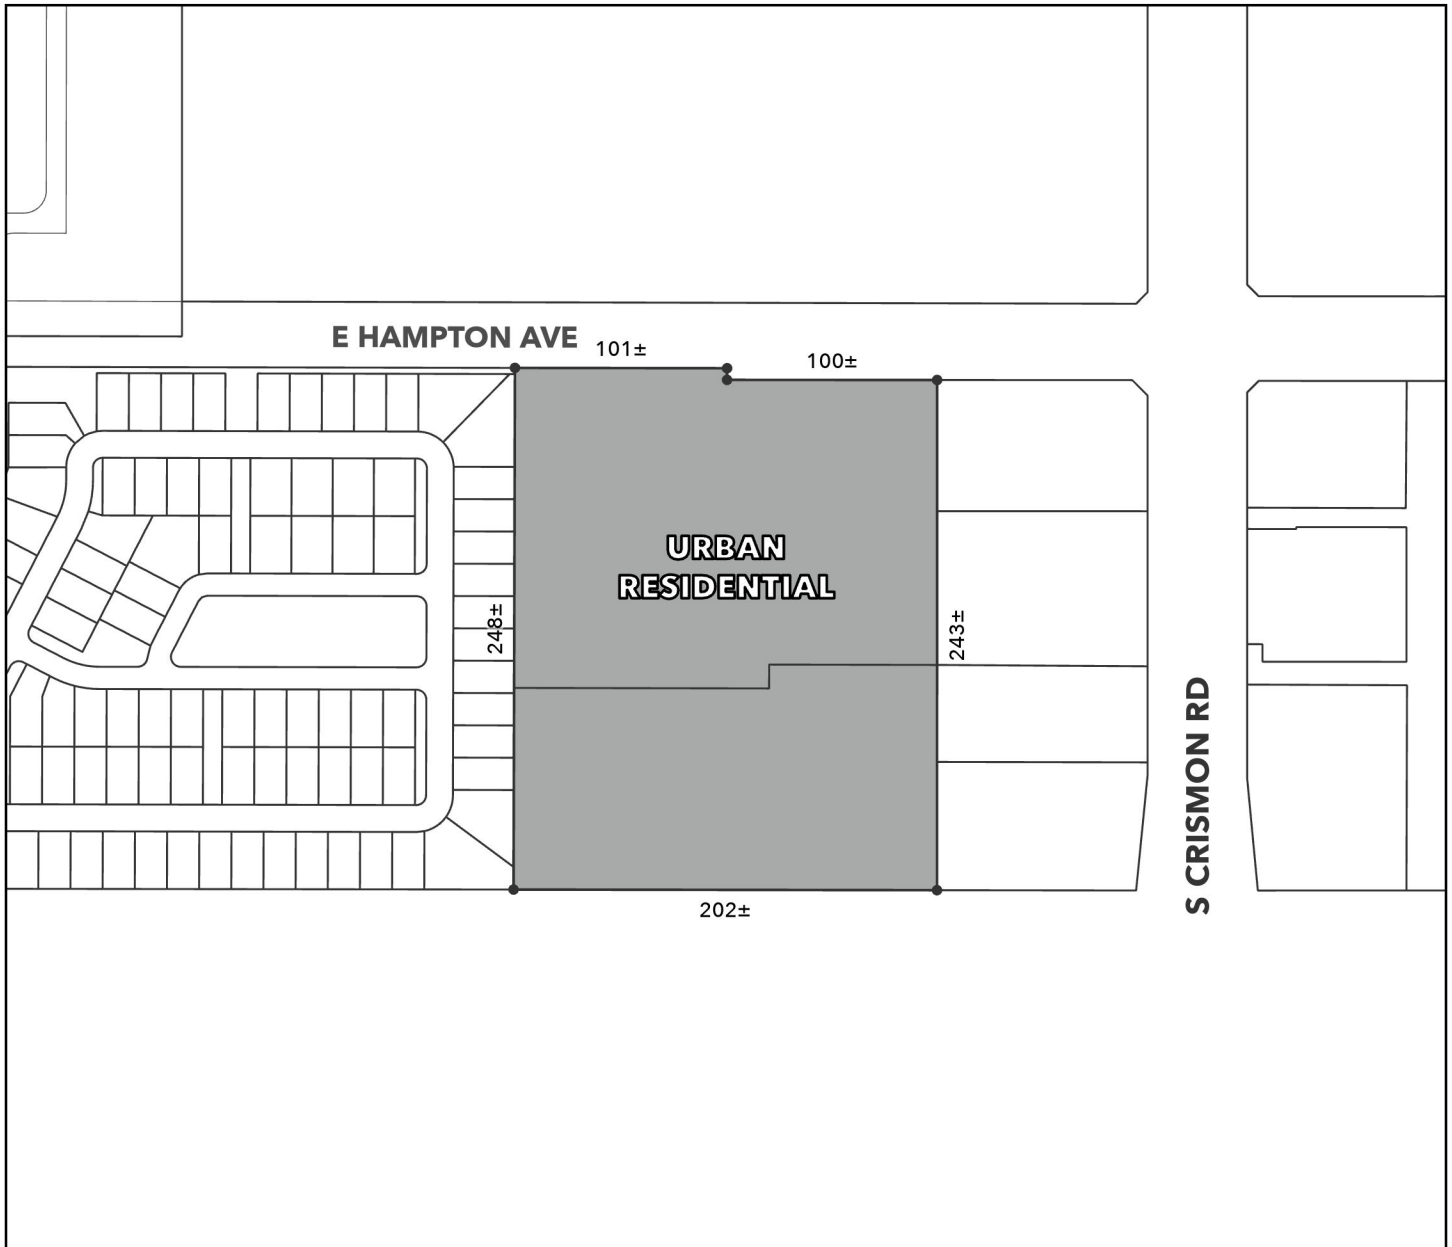 E HAMPTON AVE
101±
100±
URBAN
RESIDENTIAL
248±
243±
S CRISMON RD
202±